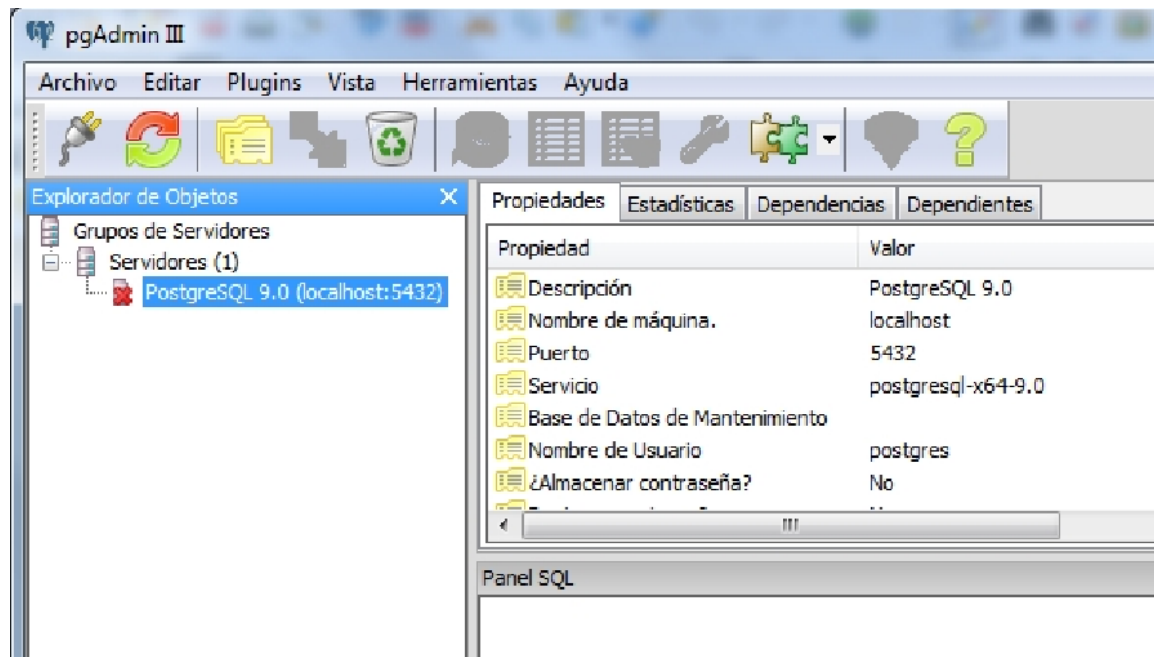 pgAdmin III
Archivo Editar Plugins Vista Herramientas Ayuda
Explorador de Objetos
Grupos de Servidores
Servidores (1)
PostgreSQL 9.0 (localhost:5432)
Propiedades Estadísticas Dependencias Dependientes
Propiedad Valor
Descripción PostgreSQL 9.0
Nombre de máquina. localhost
Puerto 5432
Servicio postgresql-x64-9.0
Base de Datos de Mantenimiento
Nombre de Usuario postgres
¿Almacenar contraseña? No
Panel SQL